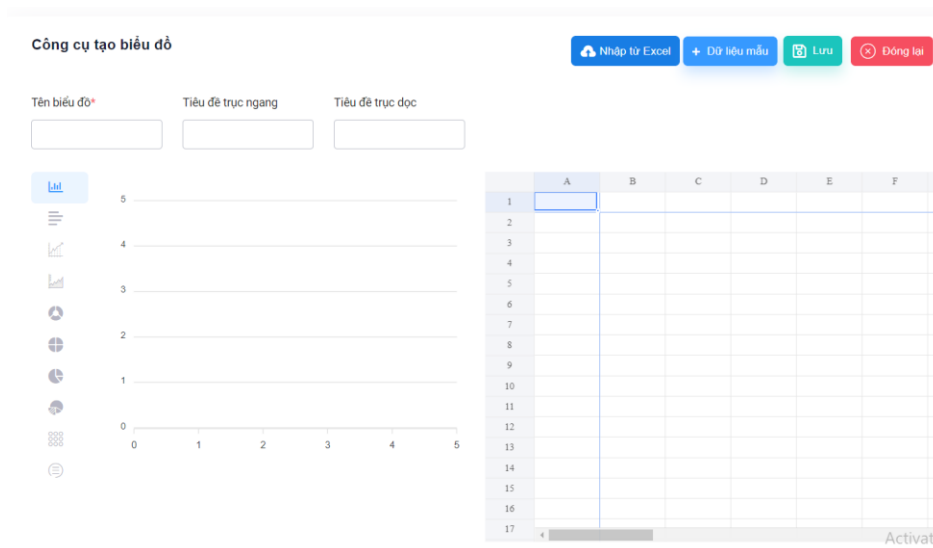 Công cụ tạo biểu đồ
Nhập từ Excel
+ Dữ liệu mẫu
Lưu
Đóng lại
Tên biểu đồ* Tiêu đề trục ngang Tiêu đề trục dọc
5
4
3
2
1
0
0 1 2 3 4 5
A B C D E F
1
2
3
4
5
6
7
8
9
10
11
12
13
14
15
16
17
Activat